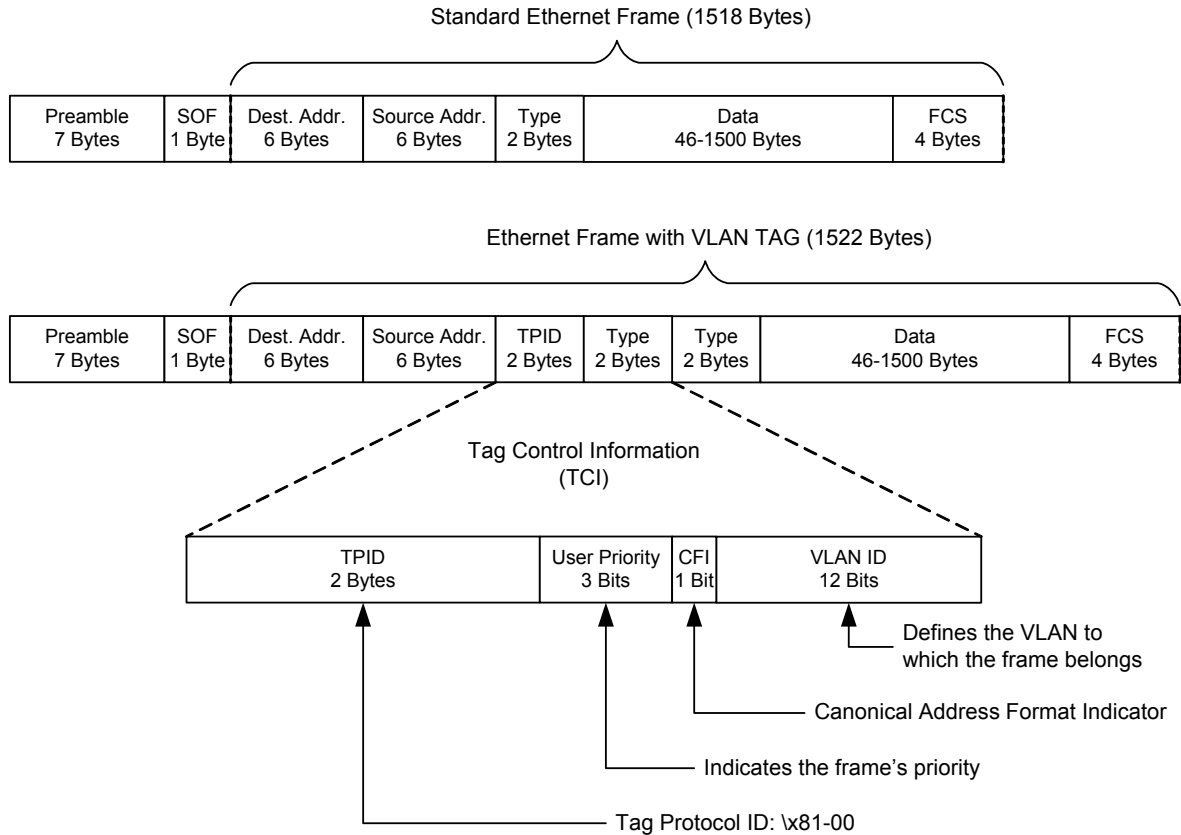 Standard Ethernet Frame (1518 Bytes)
Preamble
7 Bytes
SOF
1 Byte
Dest. Addr.
6 Bytes
Source Addr.
6 Bytes
Type
2 Bytes
Data
46-1500 Bytes
FCS
4 Bytes
Ethernet Frame with VLAN TAG (1522 Bytes)
Preamble
7 Bytes
SOF
1 Byte
Dest. Addr.
6 Bytes
Source Addr.
6 Bytes
TPID
2 Bytes
Type
2 Bytes
Type
2 Bytes
Data
46-1500 Bytes
FCS
4 Bytes
Tag Control Information
(TCI)
TPID
2 Bytes
User Priority
3 Bits
CFI
1 Bit
VLAN ID
12 Bits
Defines the VLAN to
which the frame belongs
Canonical Address Format Indicator
Indicates the frame's priority
Tag Protocol ID: \x81-00